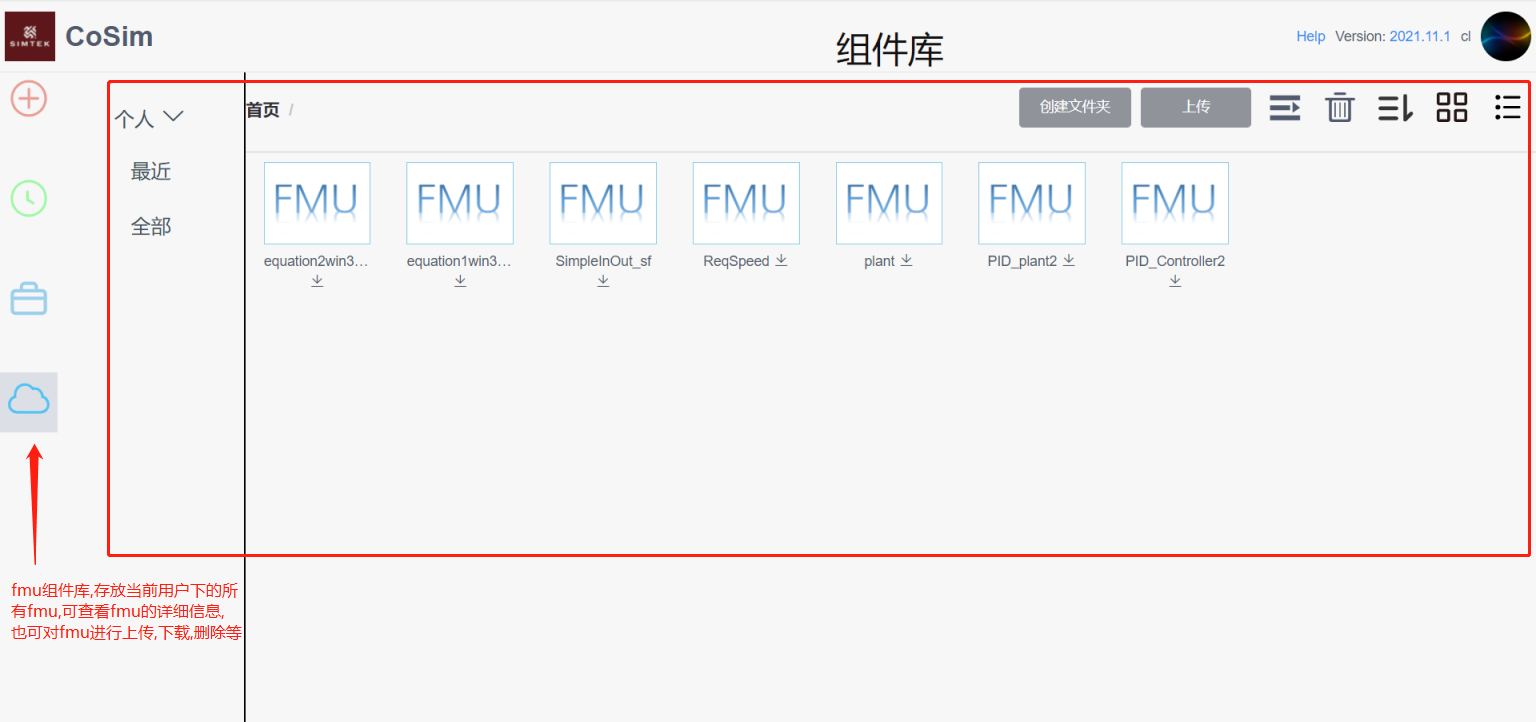 SIMTEK
CoSim
组件库
Help Version: 2021.11.1 cl
个人
首页 /
创建文件夹
上传
最近
全部
FMU
FMU
FMU
FMU
FMU
FMU
FMU
equation2win3...
equation1win3...
SimpleInOut_sf
ReqSpeed
plant
PID_plant2
PID_Controller2
fmu组件库,存放当前用户下的所
有fmu,可查看fmu的详细信息,
也可对fmu进行上传,下载,删除等